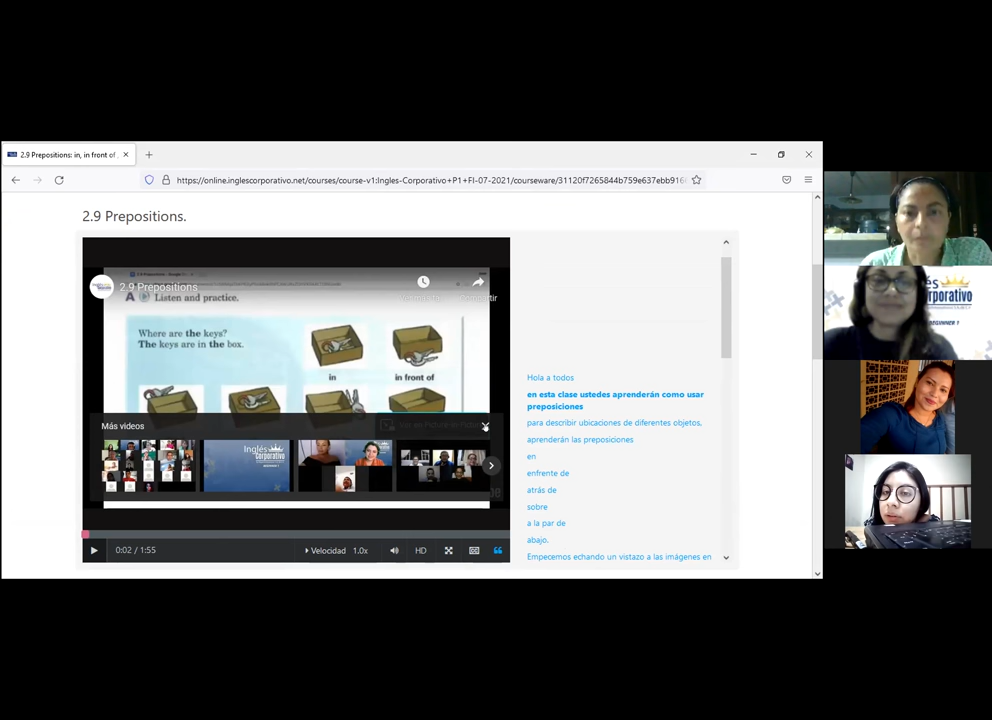 2.9 Prepositions: in, in front of
https://online.inglescorporativo.net/courses/course-v1:Ingles-Corporativo+P1+FI-07-2021/courseware/31120f7265844b759e637ebb916
2.9 Prepositions.
2.9 Prepositions
A Listen and practice.
Where are the keys?
The keys are in the box.
in
in front of
Más videos
Inglés
Corporativo
BEGINNER 1
0:02 / 1:55
Velocidad 1.0x
HD
Hola a todos
en esta clase ustedes aprenderán como usar
preposiciones
para describir ubicaciones de diferentes objetos,
aprenderán las preposiciones
en
enfrente de
atrás de
sobre
a la par de
abajo.
Empecemos echando un vistazo a las imágenes en
BEGINNER 1